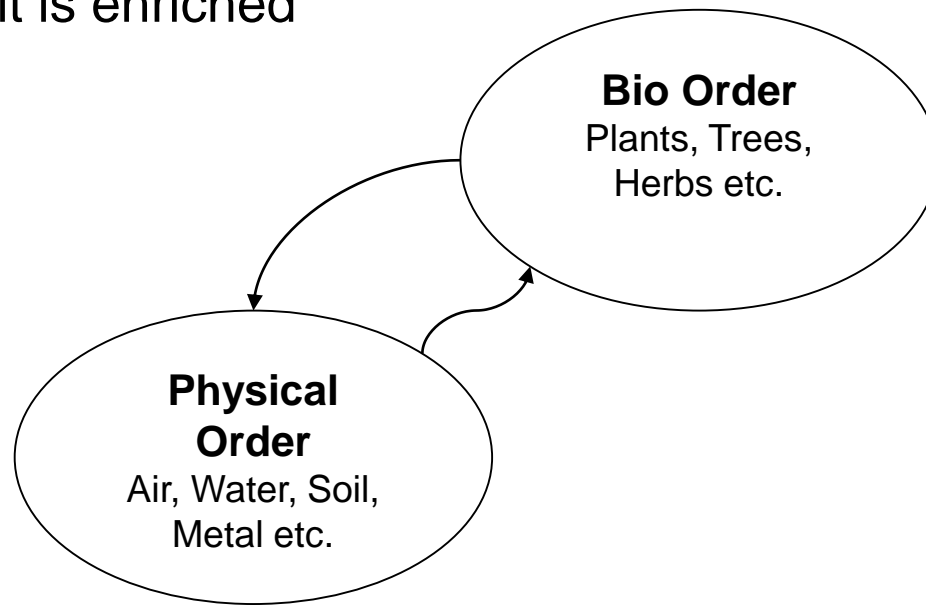 it is enriched
Bio Order
Plants, Trees,
Herbs etc.
Physical
Order
Air, Water, Soil,
Metal etc.